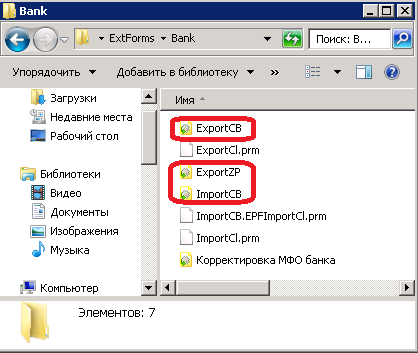 Bank
ExtForms
Bank
Поиск: В...
Упорядочить
Добавить в библиотеку
»
Загрузки
Недавние места
Рабочий стол
Библиотеки
Видео
Документы
Изображения
Музыка
Компьютер
Имя
ExportCB
ExportCl.prm
ExportZP
ImportCB
ImportCB.EPFImportCl.prm
ImportCl.prm
Корректировка МФО банка
Элементов: 7